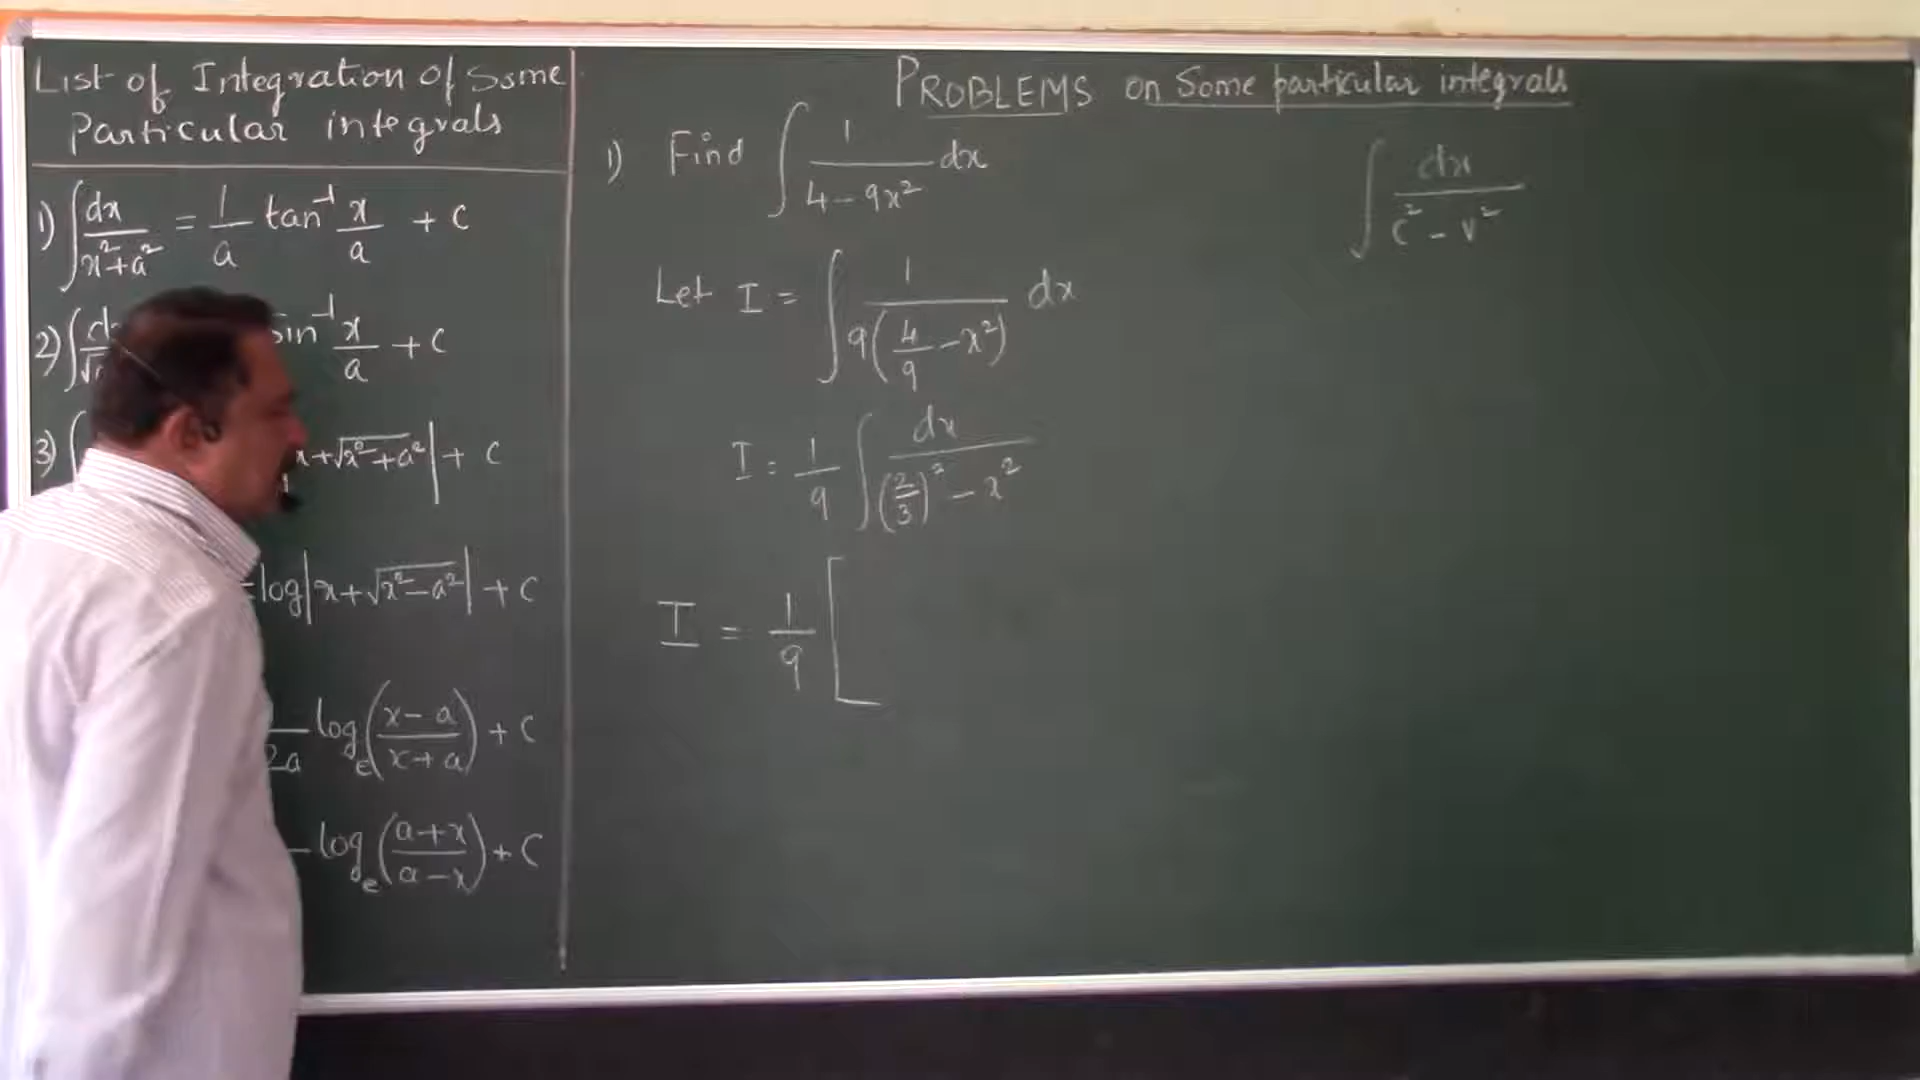 List of Integration of Some
Particular integrals
1) ∫ dx/(x²+a²) = 1/a tan⁻¹ x/a + C
2) ∫ sin⁻¹ x/a + C
3) ∫ x+√(x²+a²)| + C
= log|x+√(x²-a²)| + C
2a logₑ((x-a)/(x+a)) + C
logₑ((a+x)/(a-x)) + C
PROBLEMS on Some particular integrals
1) Find ∫ 1/(4-9x²) dx
∫ dx/(c²-v²)
Let I = ∫ 1/(9(4/9-x²)) dx
I = 1/9 ∫ dx/((2/3)²-x²)
I = 1/9 [